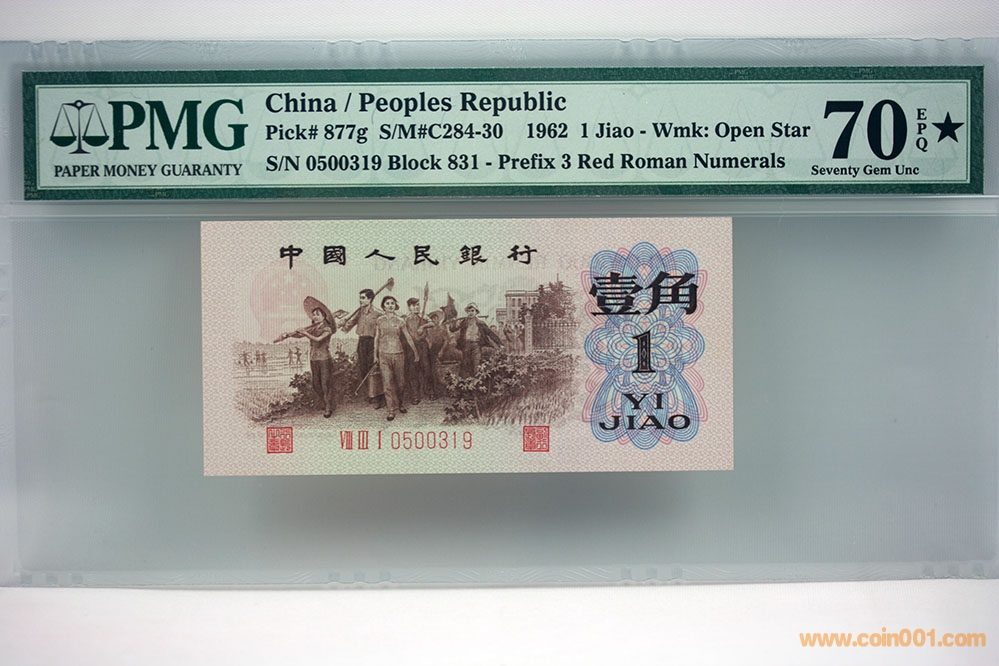 PMG
PAPER MONEY GUARANTY
China / Peoples Republic
Pick# 877g S/M#C284-30 1962 1 Jiao - Wmk: Open Star
S/N 0500319 Block 831 - Prefix 3 Red Roman Numerals
70 EPQ ★
Seventy Gem Unc
中國人民銀行
壹角
1
YI
JIAO
VIII III I 0500319
www.coin001.com